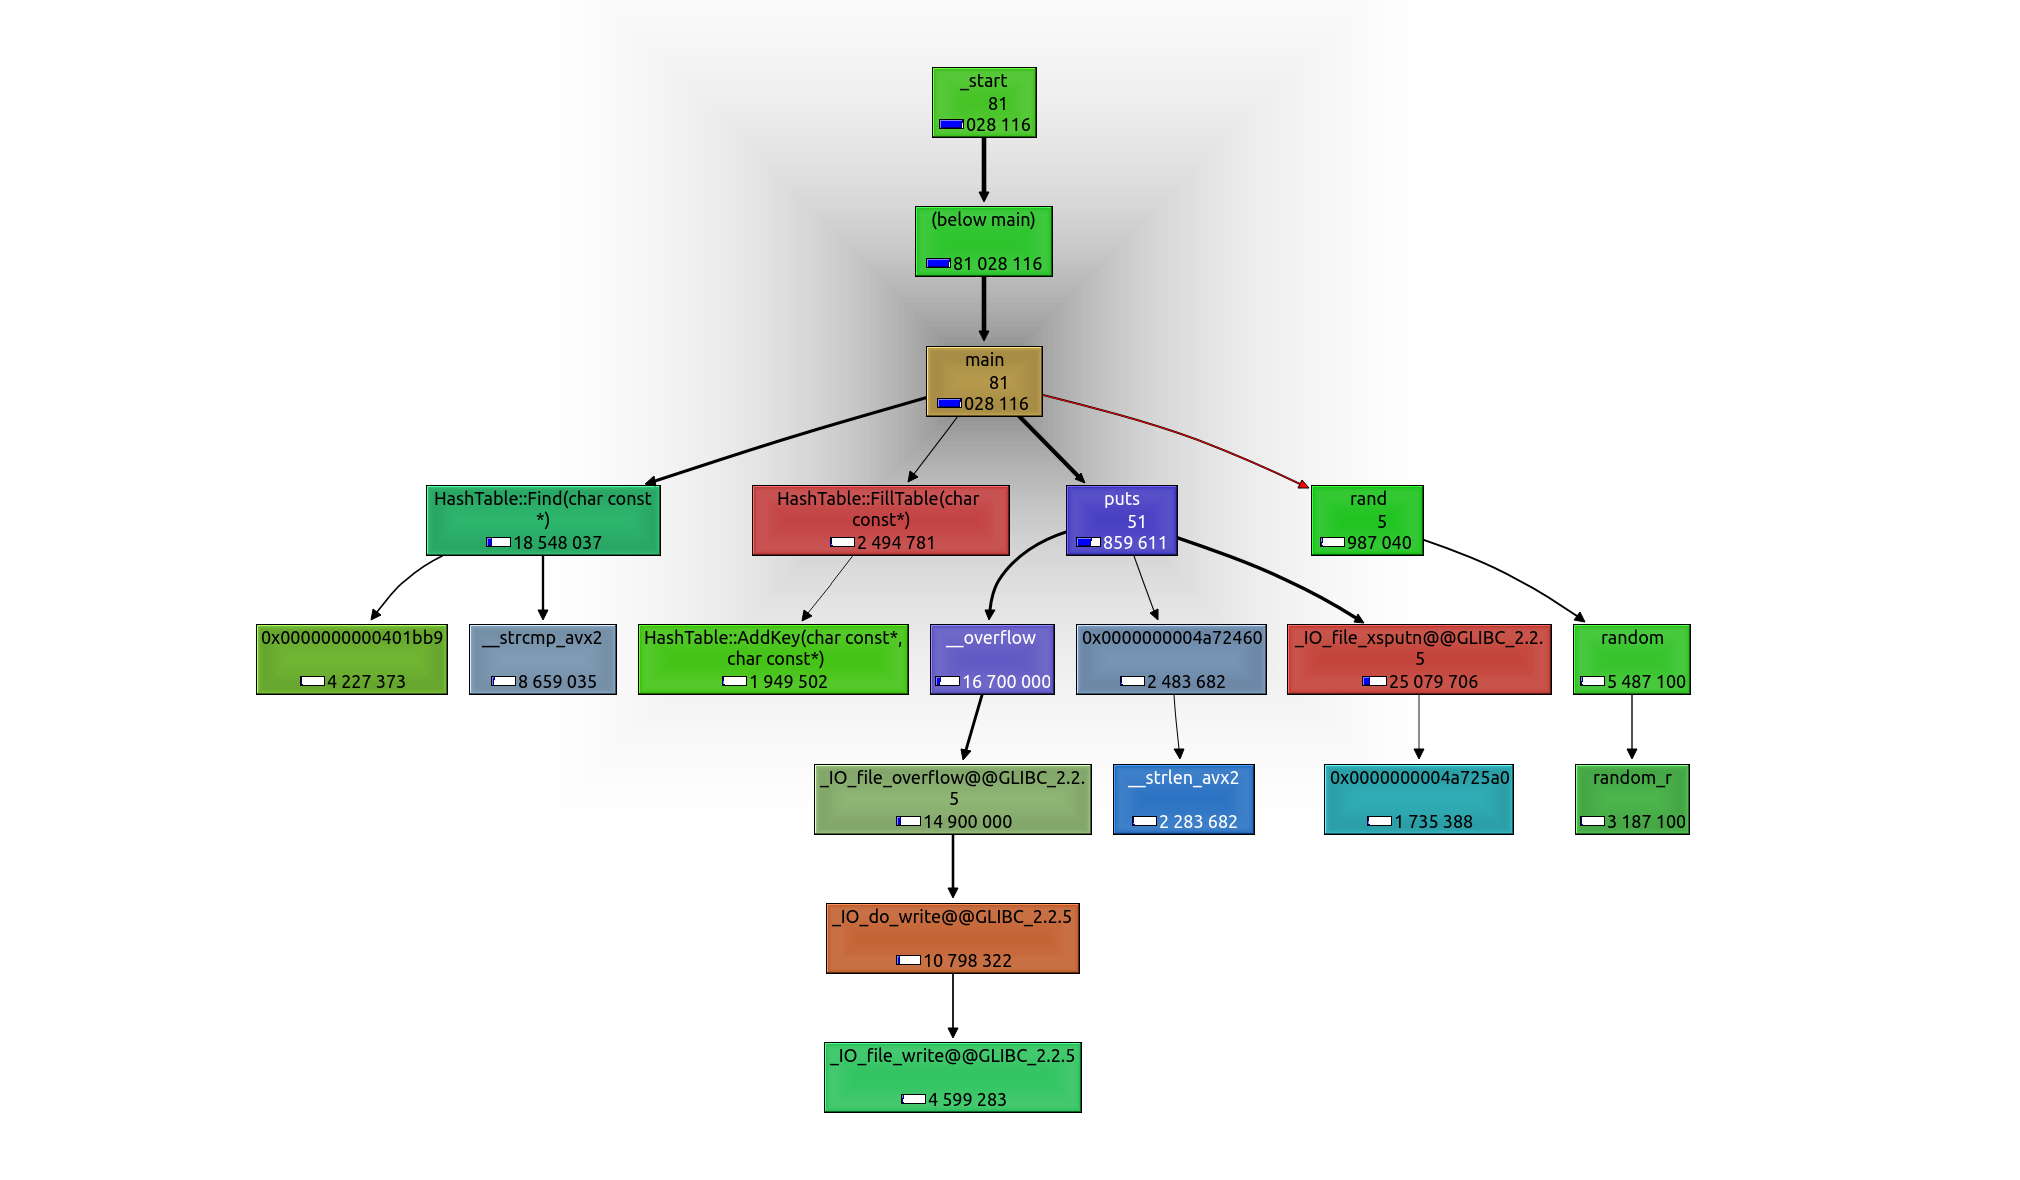 _start
81
028 116
(below main)
81 028 116
main
81
028 116
HashTable::Find(char const
*)
18 548 037
HashTable::FillTable(char
const*)
2 494 781
puts
51
859 611
rand
5
987 040
0x0000000000401bb9
4 227 373
__strcmp_avx2
8 659 035
HashTable::AddKey(char const*,
char const*)
1 949 502
__overflow
16 700 000
0x0000000004a72460
2 483 682
_IO_file_xsputn@@GLIBC_2.2.
5
25 079 706
random
5 487 100
_IO_file_overflow@@GLIBC_2.2.
5
14 900 000
__strlen_avx2
2 283 682
0x0000000004a725a0
1 735 388
random_r
3 187 100
_IO_do_write@@GLIBC_2.2.5
10 798 322
_IO_file_write@@GLIBC_2.2.5
4 599 283